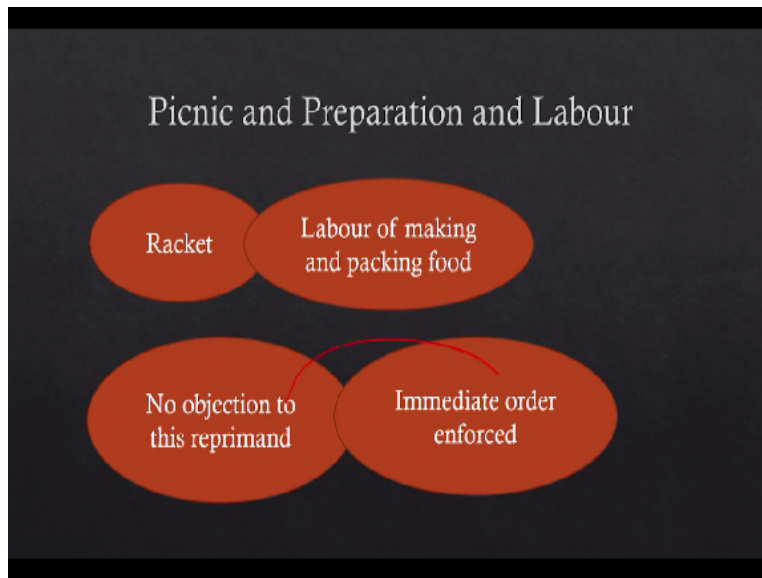 Picnic and Preparation and Labour
Racket
Labour of making
and packing food
No objection to
this reprimand
Immediate order
enforced